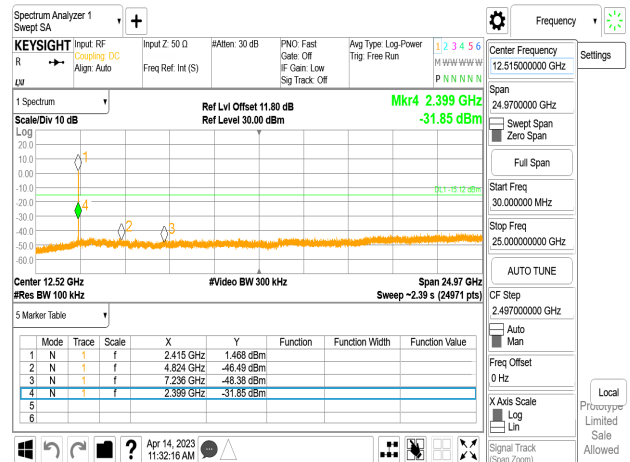 Spectrum Analyzer 1
Swept SA
Frequency
KEYSIGHT
R
LXI
Input: RF
Coupling: DC
Align: Auto
Input Z: 50 Ω
Freq Ref: Int (S)
#Atten: 30 dB
PNO: Fast
Gate: Off
IF Gain: Low
Sig Track: Off
Avg Type: Log-Power
Trig: Free Run
1 2 3 4 5 6
M W W W W W
P N N N N N
1 Spectrum
Scale/Div 10 dB
Ref Lvl Offset 11.80 dB
Ref Level 30.00 dBm
Mkr4 2.399 GHz
-31.85 dBm
Log
20.0
10.0
0.00
-10.0
-20.0
-30.0
-40.0
-50.0
-60.0
1
2
3
4
Center 12.52 GHz
#Res BW 100 kHz
#Video BW 300 kHz
Span 24.97 GHz
Sweep ~2.39 s (24971 pts)
5 Marker Table
Mode Trace Scale X Y Function Function Width Function Value
1 N 1 f 2.415 GHz 1.468 dBm
2 N 1 f 4.824 GHz -46.49 dBm
3 N 1 f 7.236 GHz -48.38 dBm
4 N 1 f 2.399 GHz -31.85 dBm
5
6
?
Apr 14, 2023
11:32:16 AM
Center Frequency
12.515000000 GHz
Settings
Span
24.9700000 GHz
Swept Span
Zero Span
Full Span
Start Freq
30.000000 MHz
Stop Freq
25.000000000 GHz
AUTO TUNE
CF Step
2.497000000 GHz
Auto
Man
Freq Offset
0 Hz
X Axis Scale
Log
Lin
Signal Track
(Span Zoom)
Local
Prototype
Limited
Sale
Allowed